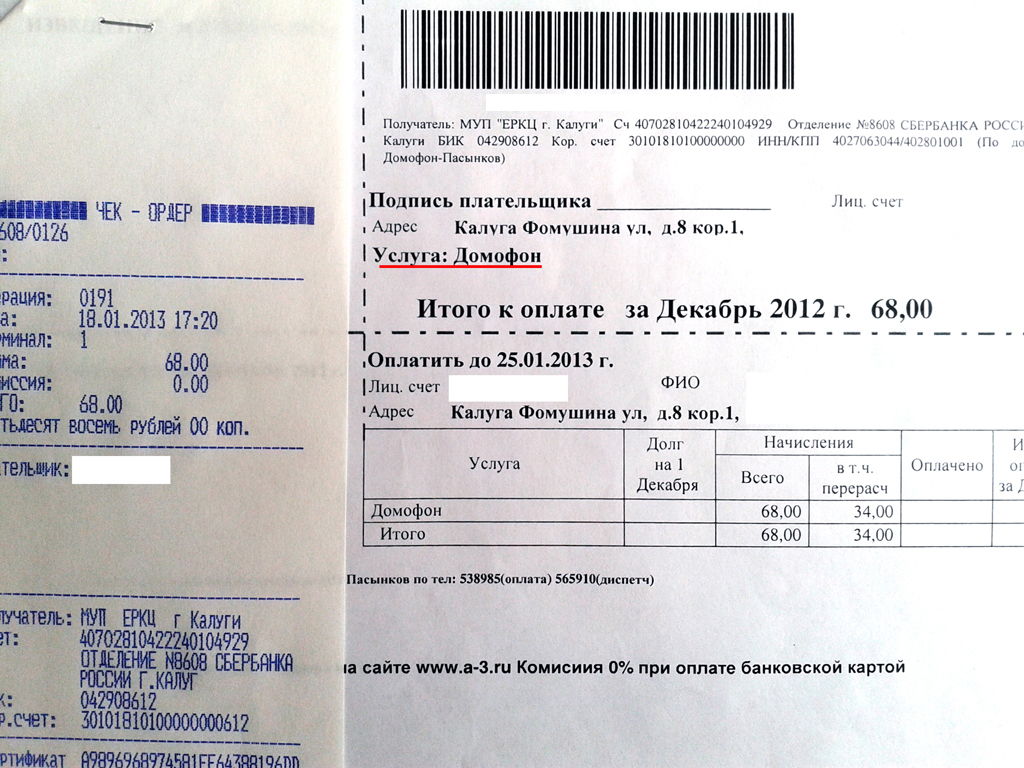 ЧЕК - ОРДЕР
608/0126
:
рация: 0191
а: 18.01.2013 17:20
рминал: 1
ма: 68.00
иссия: 0.00
ГО: 68.00
тьдесят восемь рублей 00 коп.
ательщик:
лучатель: МУП ЕРКЦ г Калуги
ет: 40702810422240104929
ОТДЕЛЕНИЕ N8608 СБЕРБАНКА
РОССИИ Г.КАЛУГ
к: 042908612
р.счет: 30101810100000000612
ртификат A98969689745B1EE64388196DD
Получатель: МУП "ЕРКЦ г. Калуги" Сч 40702810422240104929 Отделение №8608 СБЕРБАНКА РОССИ
Калуги БИК 042908612 Кор. счет 30101810100000000 ИНН/КПП 4027063044/402801001 (По до
Домофон-Пасынков)
Подпись плательщика
Лиц. счет
Адрес Калуга Фомушина ул, д.8 кор.1,
Услуга: Домофон
Итого к оплате за Декабрь 2012 г. 68,00
Оплатить до 25.01.2013 г.
Лиц. счет ФИО
Адрес Калуга Фомушина ул, д.8 кор.1,
Услуга Долг на 1 Декабря Начисления Оплачено
Всего в т.ч. перерасч
Домофон 68,00 34,00
Итого 68,00 34,00
Пасынков по тел: 538985(оплата) 565910(диспетч)
на сайте www.a-3.ru Комисиия 0% при оплате банковской картой